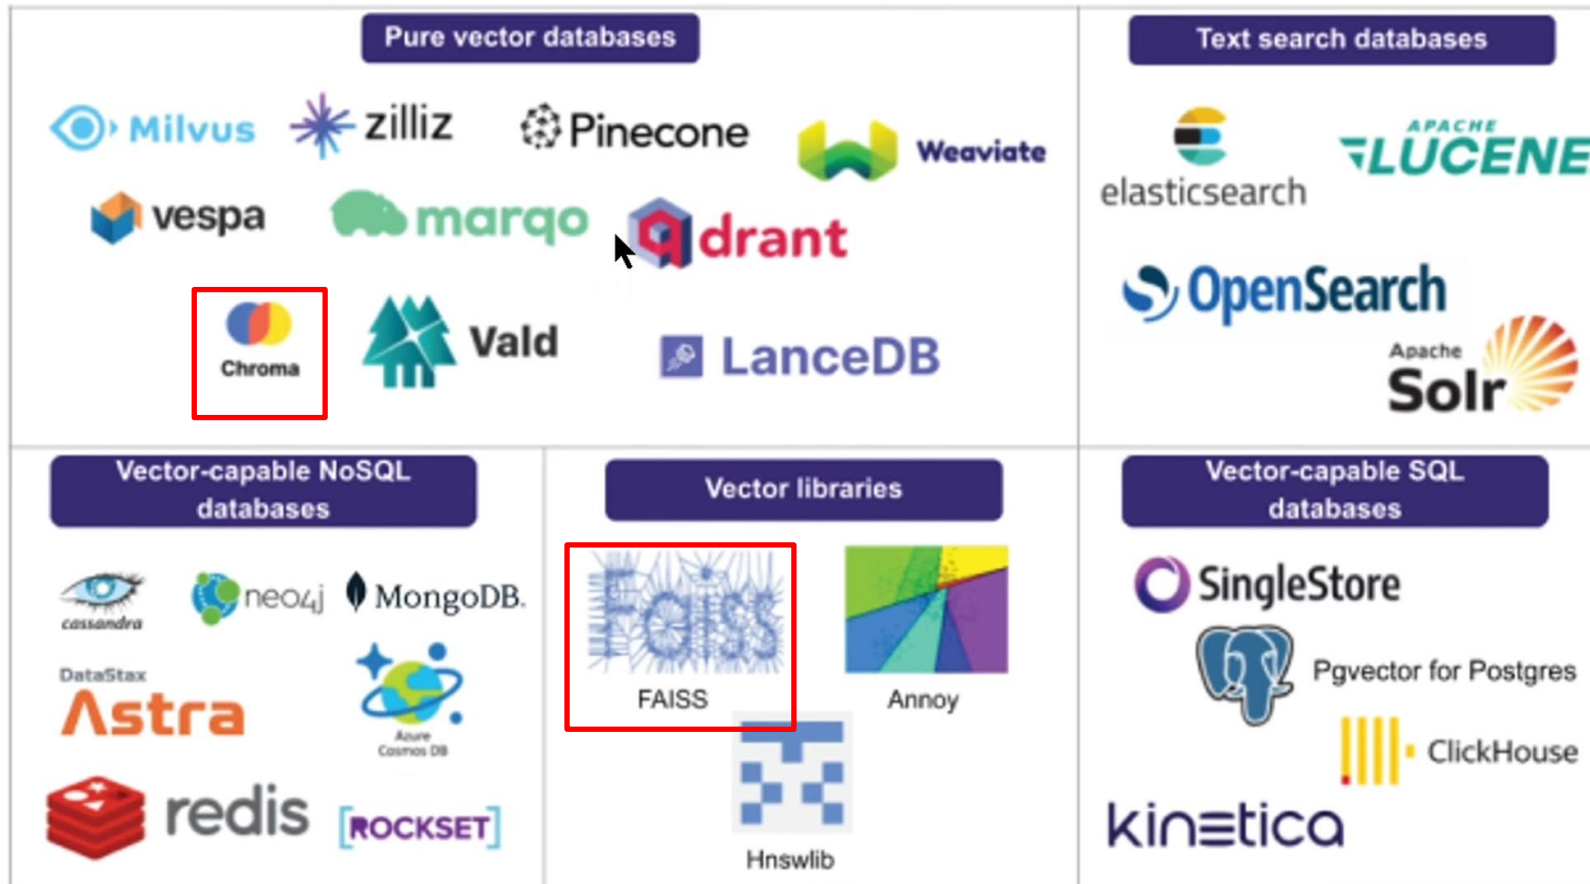 Pure vector databases
Milvus
zilliz
Pinecone
Weaviate
vespa
marqo
qdrant
Chroma
Vald
LanceDB
Text search databases
elasticsearch
APACHE
LUCENE
OpenSearch
Apache
Solr
Vector-capable NoSQL
databases
cassandra
neo4j
MongoDB.
DataStax
Astra
Azure
Cosmos DB
redis
[ROCKSET]
Vector libraries
Faiss
FAISS
Annoy
Hnswlib
Vector-capable SQL
databases
SingleStore
Pgvector for Postgres
ClickHouse
kinetica